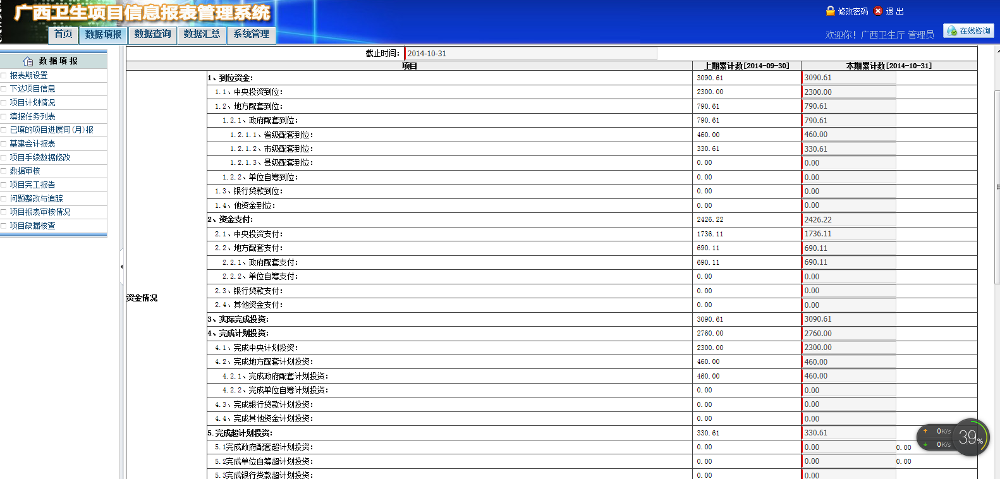 广西卫生项目信息报表管理系统
修改密码 退 出
首页 数据填报 数据查询 数据汇总 系统管理
欢迎你！广西卫生厅 管理员 在线咨询
数据填报
报表期设置
下达项目信息
项目计划情况
填报任务列表
已填的项目进展旬(月)报
基建会计报表
项目手续数据修改
数据审核
项目完工报告
问题整改与追踪
项目报表审核情况
项目缺漏核查
截止时间: 2014-10-31
项目 上期累计数[2014-09-30] 本期累计数[2014-10-31]
资金情况
1、到位资金: 3090.61 3090.61
1.1、中央投资到位: 2300.00 2300.00
1.2、地方配套到位: 790.61 790.61
1.2.1、政府配套到位: 790.61 790.61
1.2.1.1、省级配套到位: 460.00 460.00
1.2.1.2、市级配套到位: 330.61 330.61
1.2.1.3、县级配套到位: 0.00 0.00
1.2.2、单位自筹到位: 0.00 0.00
1.3、银行贷款到位: 0.00 0.00
1.4、他资金到位: 0.00 0.00
2、资金支付: 2426.22 2426.22
2.1、中央投资支付: 1736.11 1736.11
2.2、地方配套支付: 690.11 690.11
2.2.1、政府配套支付: 690.11 690.11
2.2.2、单位自筹支付: 0.00 0.00
2.3、银行贷款支付: 0.00 0.00
2.4、其他资金支付: 0.00 0.00
3、实际完成投资: 3090.61 3090.61
4、完成计划投资: 2760.00 2760.00
4.1、完成中央计划投资: 2300.00 2300.00
4.2、完成地方配套计划投资: 460.00 460.00
4.2.1、完成政府配套计划投资: 460.00 460.00
4.2.2、完成单位自筹计划投资: 0.00 0.00
4.3、完成银行贷款计划投资: 0.00 0.00
4.4、完成其他资金计划投资: 0.00 0.00
5.完成超计划投资: 330.61 330.61
5.1完成政府配套超计划投资: 0.00 0.00 0.00
5.2完成单位自筹超计划投资: 0.00 0.00 0.00
5.3完成银行贷款超计划投资: 0.00 0.00
0K/s
0K/s
39%